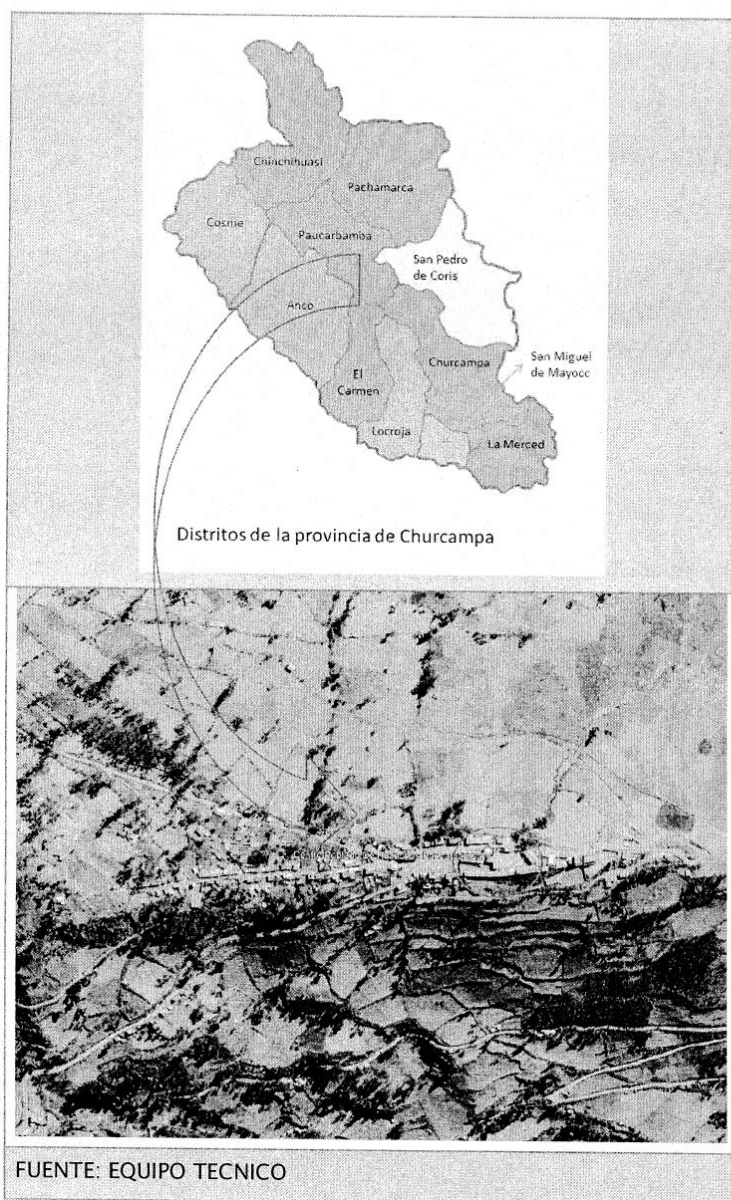 Chinchihuasi
Pachamarca
Cosme
Paucarbamba
San Pedro
de Coris
Anco
Churcampa
San Miguel
de Mayocc
El
Carmen
Locroja
La Merced
Distritos de la provincia de Churcampa
FUENTE: EQUIPO TECNICO